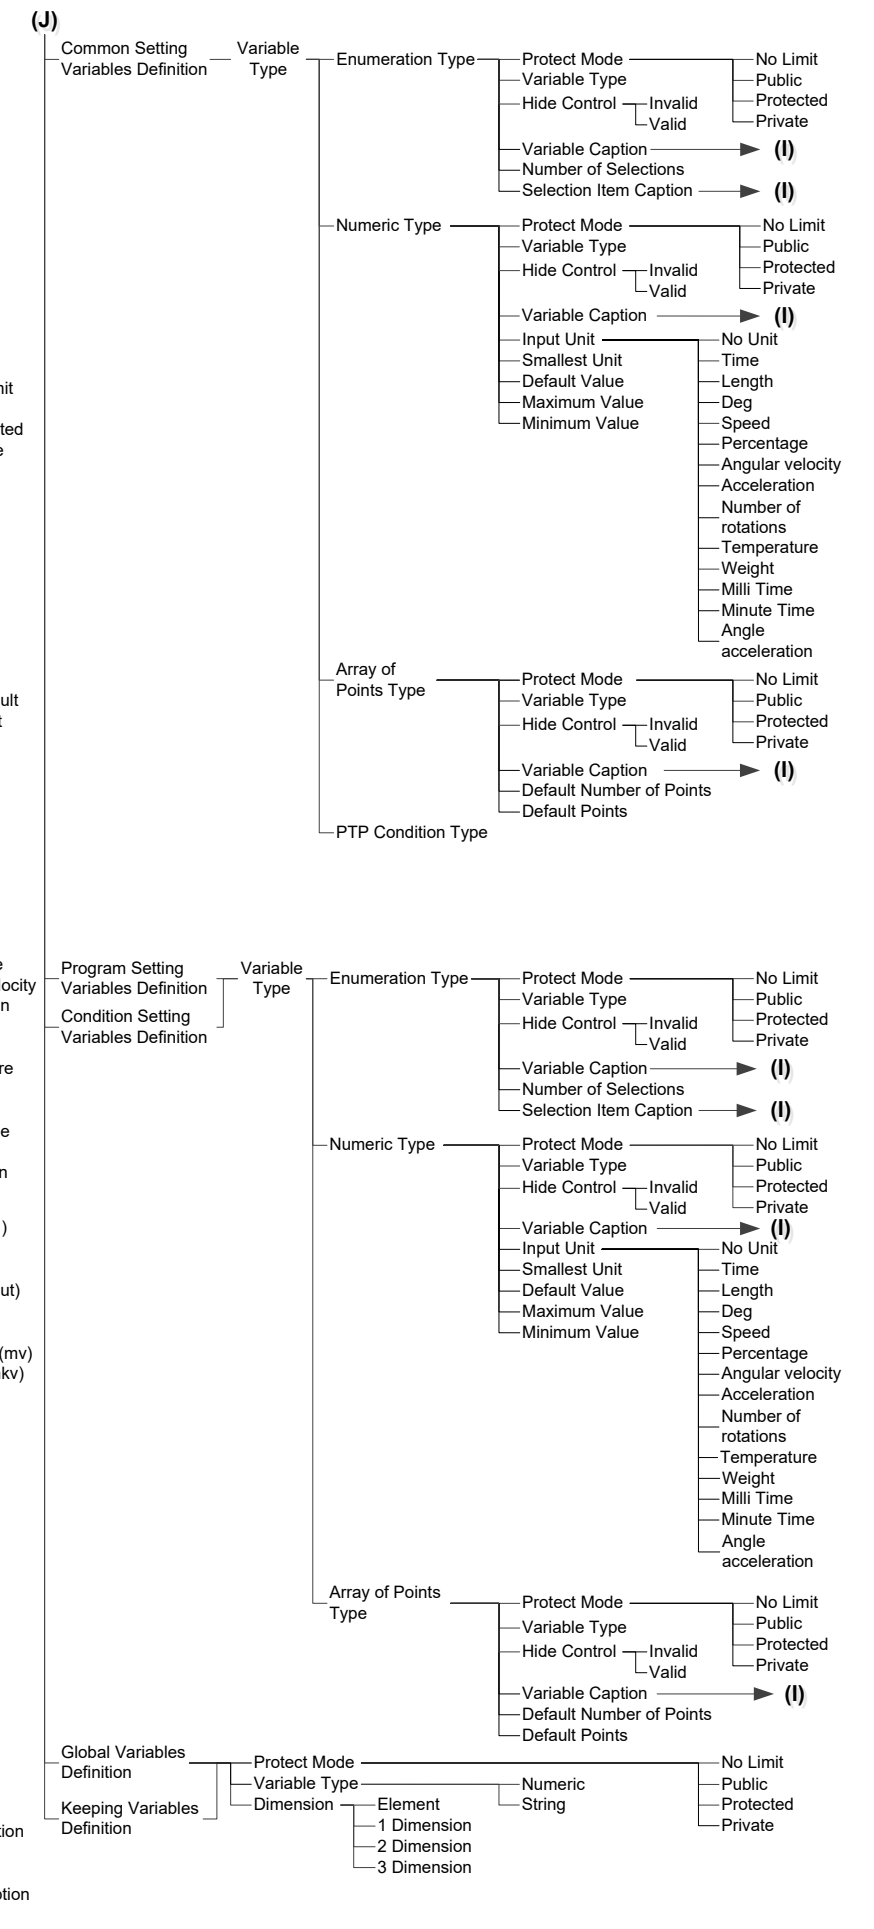 (J)
Common Setting
Variables Definition
Variable
Type
Enumeration Type
Protect Mode
No Limit
Public
Protected
Private
Variable Type
Hide Control
Invalid
Valid
Variable Caption
(I)
Number of Selections
Selection Item Caption
(I)
Numeric Type
Protect Mode
No Limit
Public
Protected
Private
Variable Type
Hide Control
Invalid
Valid
Variable Caption
(I)
Input Unit
No Unit
Time
Length
Deg
Speed
Percentage
Angular velocity
Acceleration
Number of
rotations
Temperature
Weight
Milli Time
Minute Time
Angle
acceleration
Smallest Unit
Default Value
Maximum Value
Minimum Value
Array of
Points Type
Protect Mode
No Limit
Public
Protected
Private
Variable Type
Hide Control
Invalid
Valid
Variable Caption
(I)
Default Number of Points
Default Points
PTP Condition Type
Program Setting
Variables Definition
Condition Setting
Variables Definition
Variable
Type
Enumeration Type
Protect Mode
No Limit
Public
Protected
Private
Variable Type
Hide Control
Invalid
Valid
Variable Caption
(I)
Number of Selections
Selection Item Caption
(I)
Numeric Type
Protect Mode
No Limit
Public
Protected
Private
Variable Type
Hide Control
Invalid
Valid
Variable Caption
(I)
Input Unit
No Unit
Time
Length
Deg
Speed
Percentage
Angular velocity
Acceleration
Number of
rotations
Temperature
Weight
Milli Time
Minute Time
Angle
acceleration
Smallest Unit
Default Value
Maximum Value
Minimum Value
Array of Points
Type
Protect Mode
No Limit
Public
Protected
Private
Variable Type
Hide Control
Invalid
Valid
Variable Caption
(I)
Default Number of Points
Default Points
Global Variables
Definition
Keeping Variables
Definition
Protect Mode
No Limit
Public
Protected
Private
Variable Type
Numeric
String
Dimension
Element
1 Dimension
2 Dimension
3 Dimension